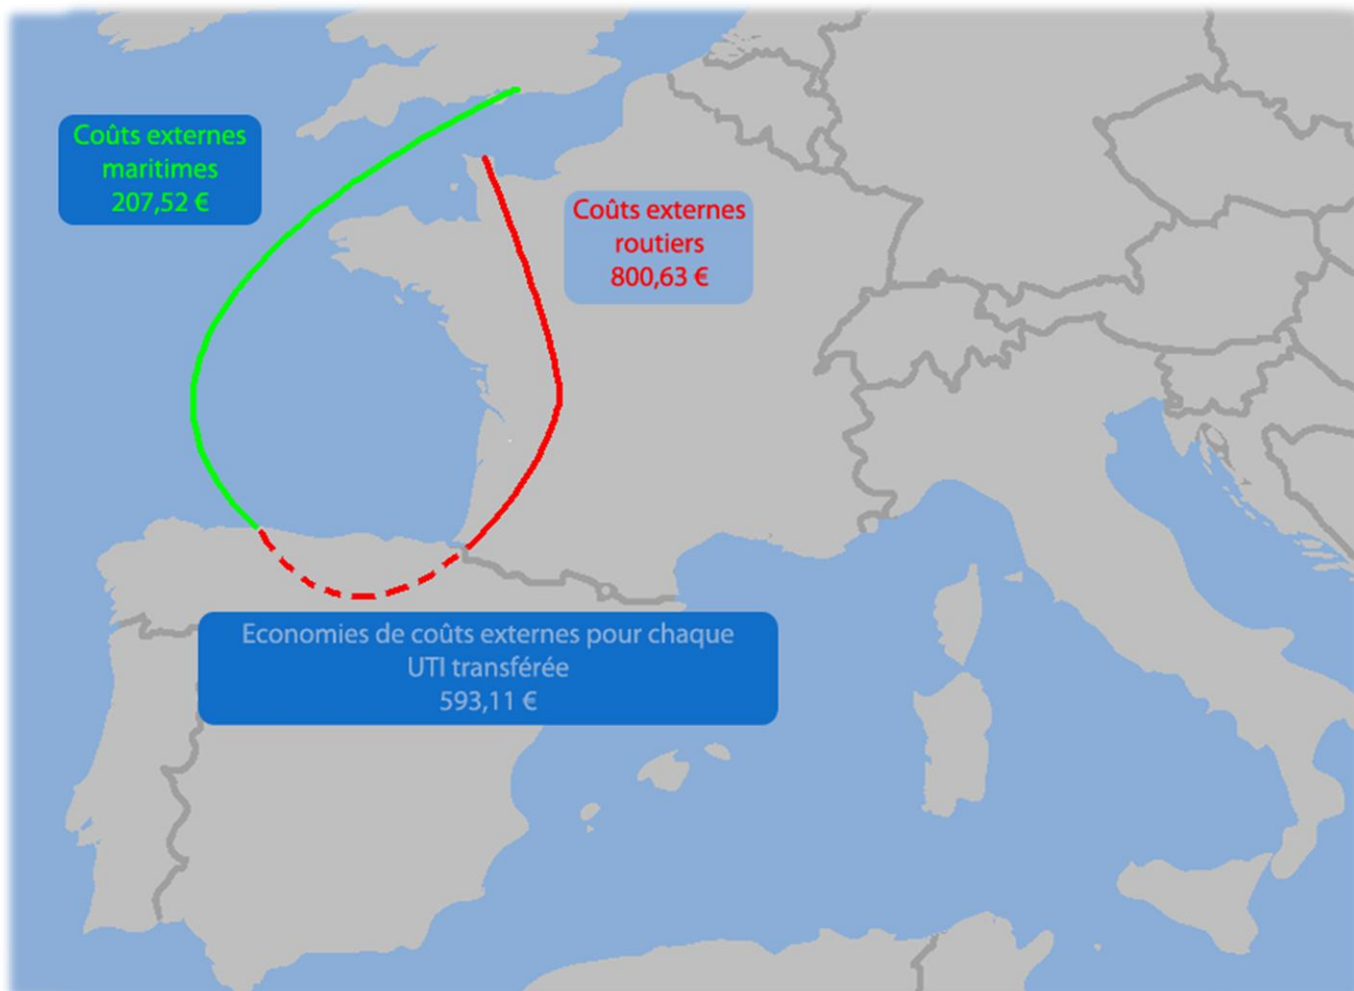 Coûts externes
maritimes
207,52 €
Coûts externes
routiers
800,63 €
Economies de coûts externes pour chaque
UTI transférée
593,11 €